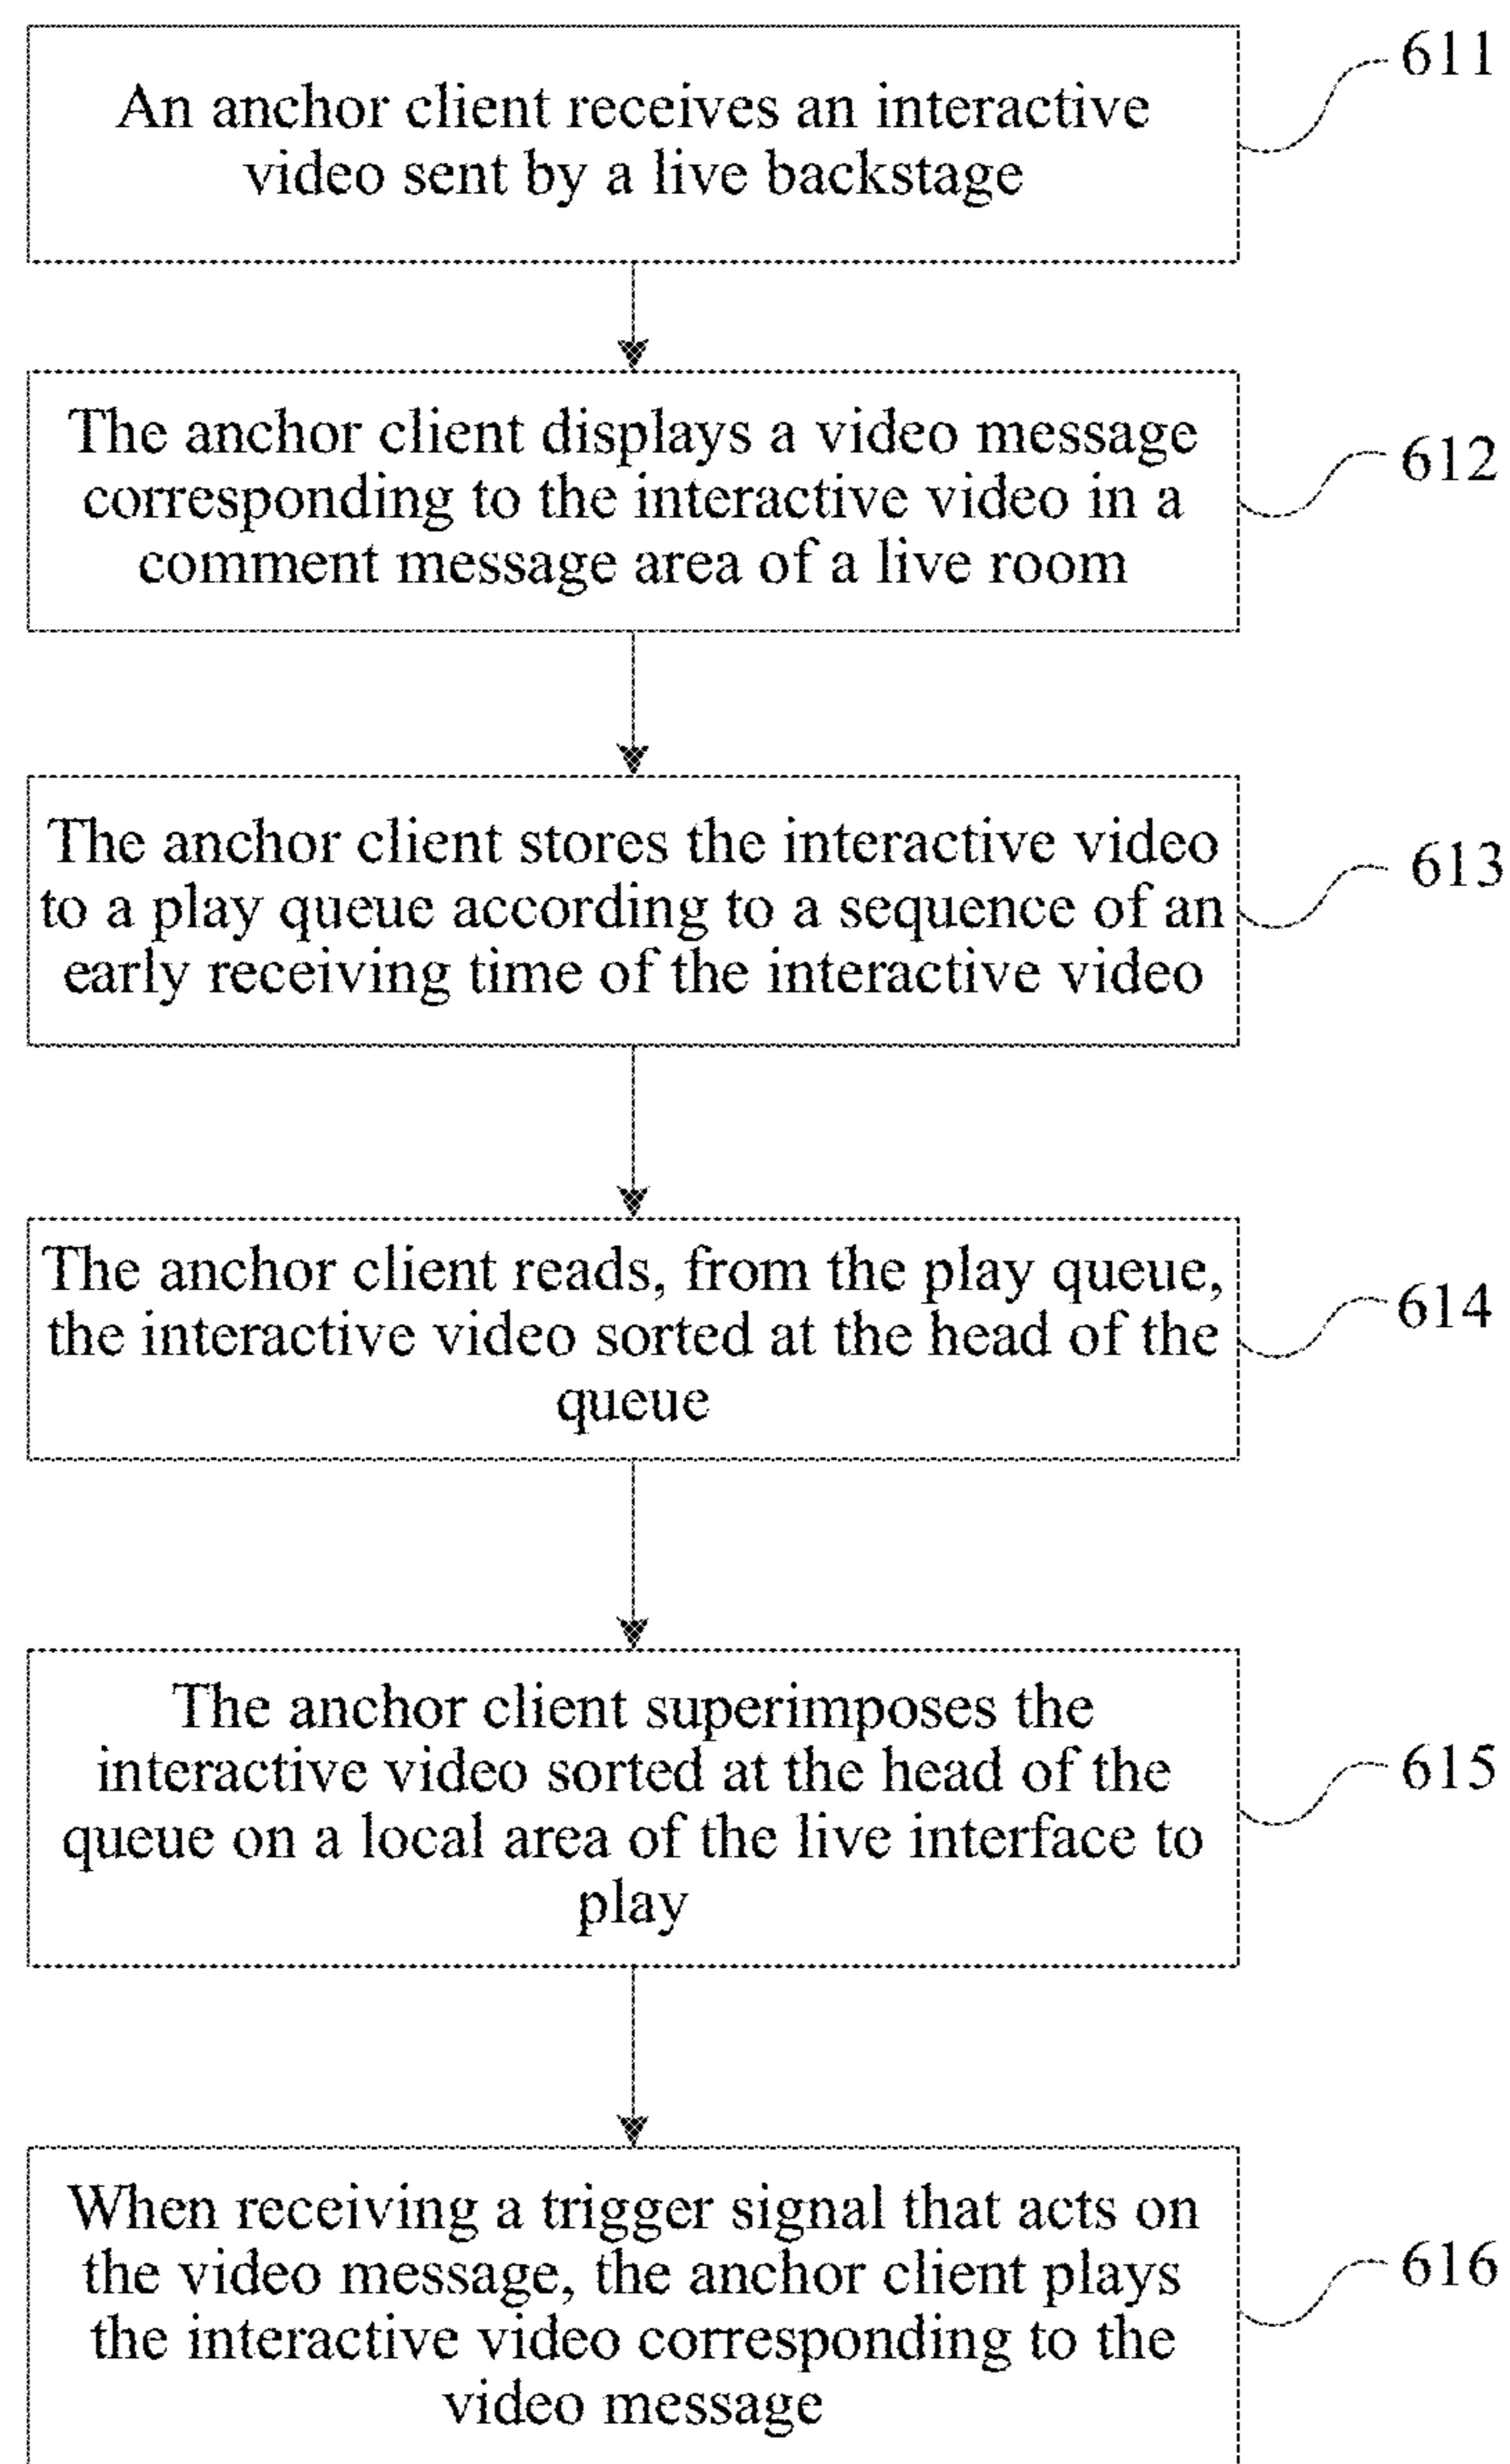 An anchor client receives an interactive
video sent by a live backstage
611
The anchor client displays a video message
corresponding to the interactive video in a
comment message area of a live room
612
The anchor client stores the interactive video
to a play queue according to a sequence of an
early receiving time of the interactive video
613
The anchor client reads, from the play queue,
the interactive video sorted at the head of the
queue
614
The anchor client superimposes the
interactive video sorted at the head of the
queue on a local area of the live interface to
play
615
When receiving a trigger signal that acts on
the video message, the anchor client plays
the interactive video corresponding to the
video message
616